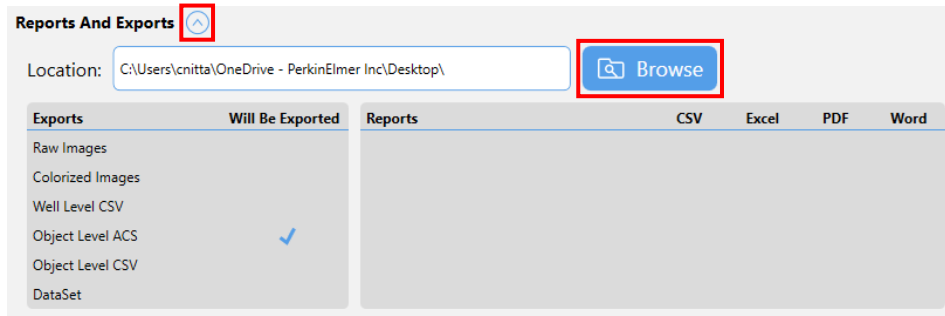 Reports And Exports
Location: C:\Users\cnitta\OneDrive - PerkinElmer Inc\Desktop\ Browse
Exports Will Be Exported Reports CSV Excel PDF Word
Raw Images
Colorized Images
Well Level CSV
Object Level ACS
Object Level CSV
DataSet